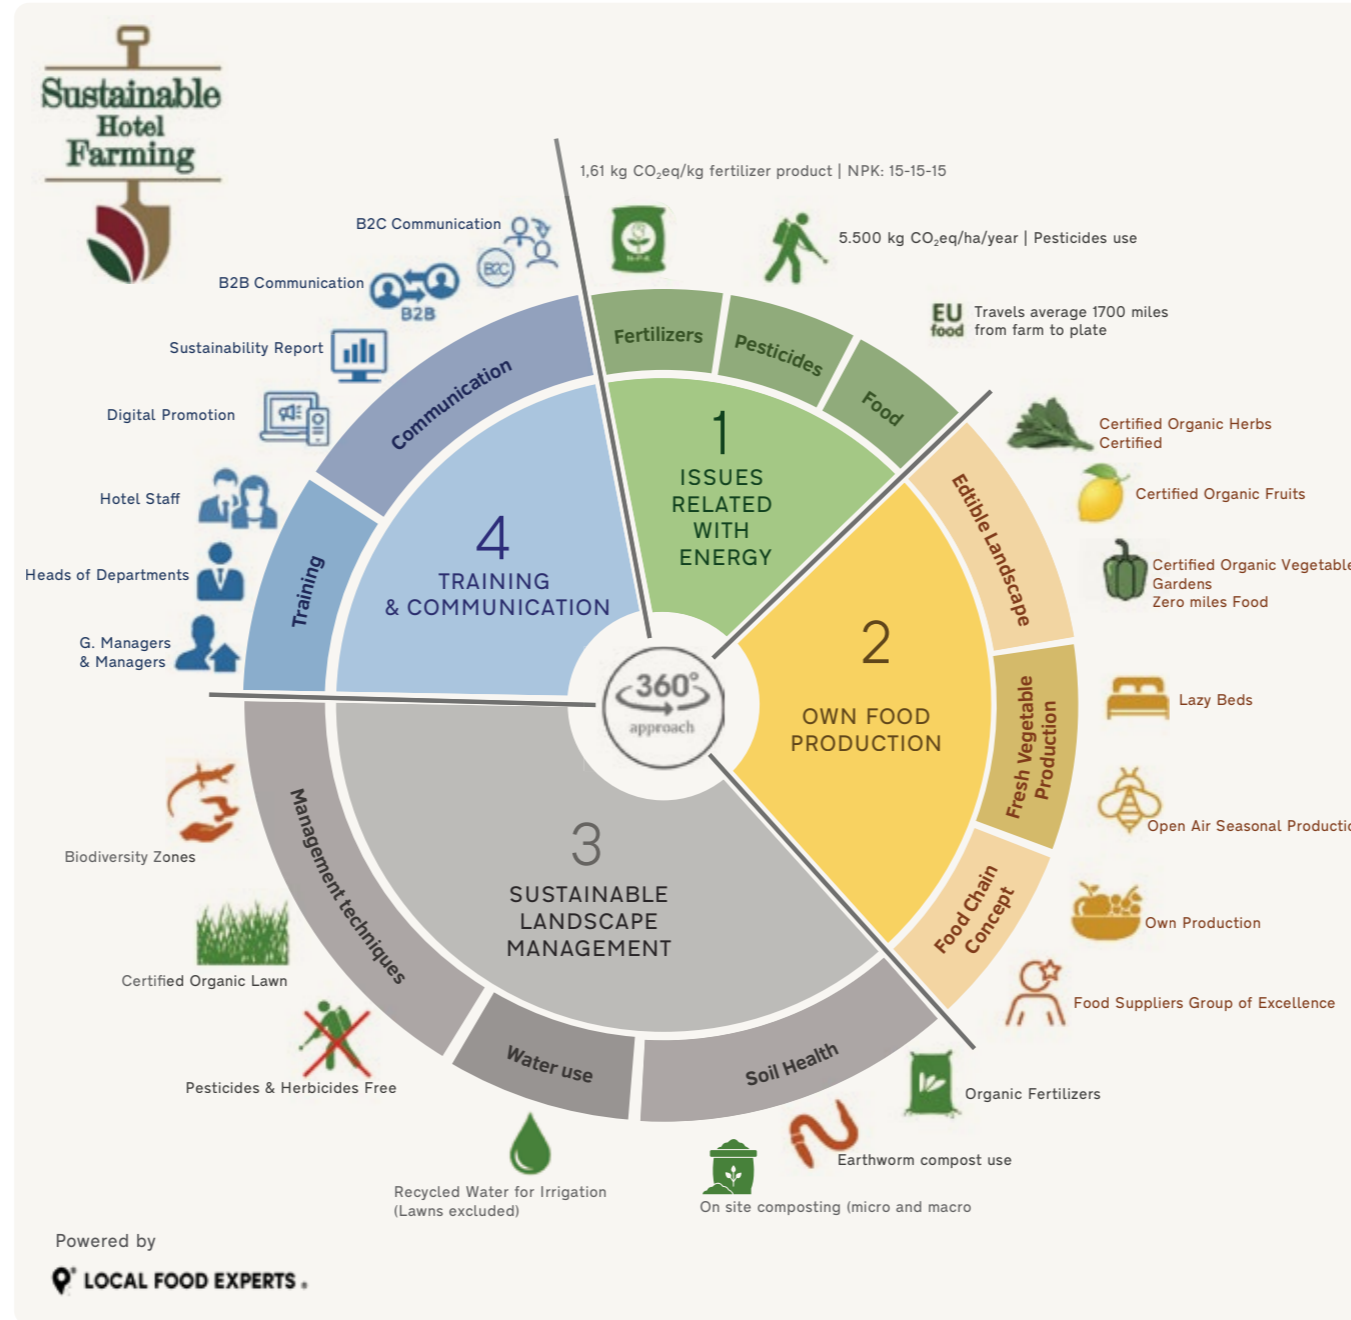 Sustainable
Hotel
Farming
1,61 kg CO₂eq/kg fertilizer product | NPK: 15-15-15
5.500 kg CO₂eq/ha/year | Pesticides use
EU
food
Travels average 1700 miles
from farm to plate
N-P-K
Fertilizers
Pesticides
Food
1
ISSUES
RELATED
WITH
ENERGY
Certified Organic Herbs
Certified
Certified Organic Fruits
Certified Organic Vegetable
Gardens
Zero miles Food
Lazy Beds
Open Air Seasonal Productio
Own Production
Food Suppliers Group of Excellence
Edtible Landscape
Fresh Vegetable
Production
Food Chain
Concept
2
OWN FOOD
PRODUCTION
3
SUSTAINABLE
LANDSCAPE
MANAGEMENT
Soil Health
Water use
Management techniques
Organic Fertilizers
Earthworm compost use
On site composting (micro and macro
Recycled Water for Irrigation
(Lawns excluded)
Pesticides & Herbicides Free
Certified Organic Lawn
Biodiversity Zones
4
TRAINING
& COMMUNICATION
Training
Communication
G. Managers
& Managers
Heads of Departments
Hotel Staff
Digital Promotion
Sustainability Report
B2B Communication
B2B
B2C Communication
B2C
360°
approach
Powered by
LOCAL FOOD EXPERTS